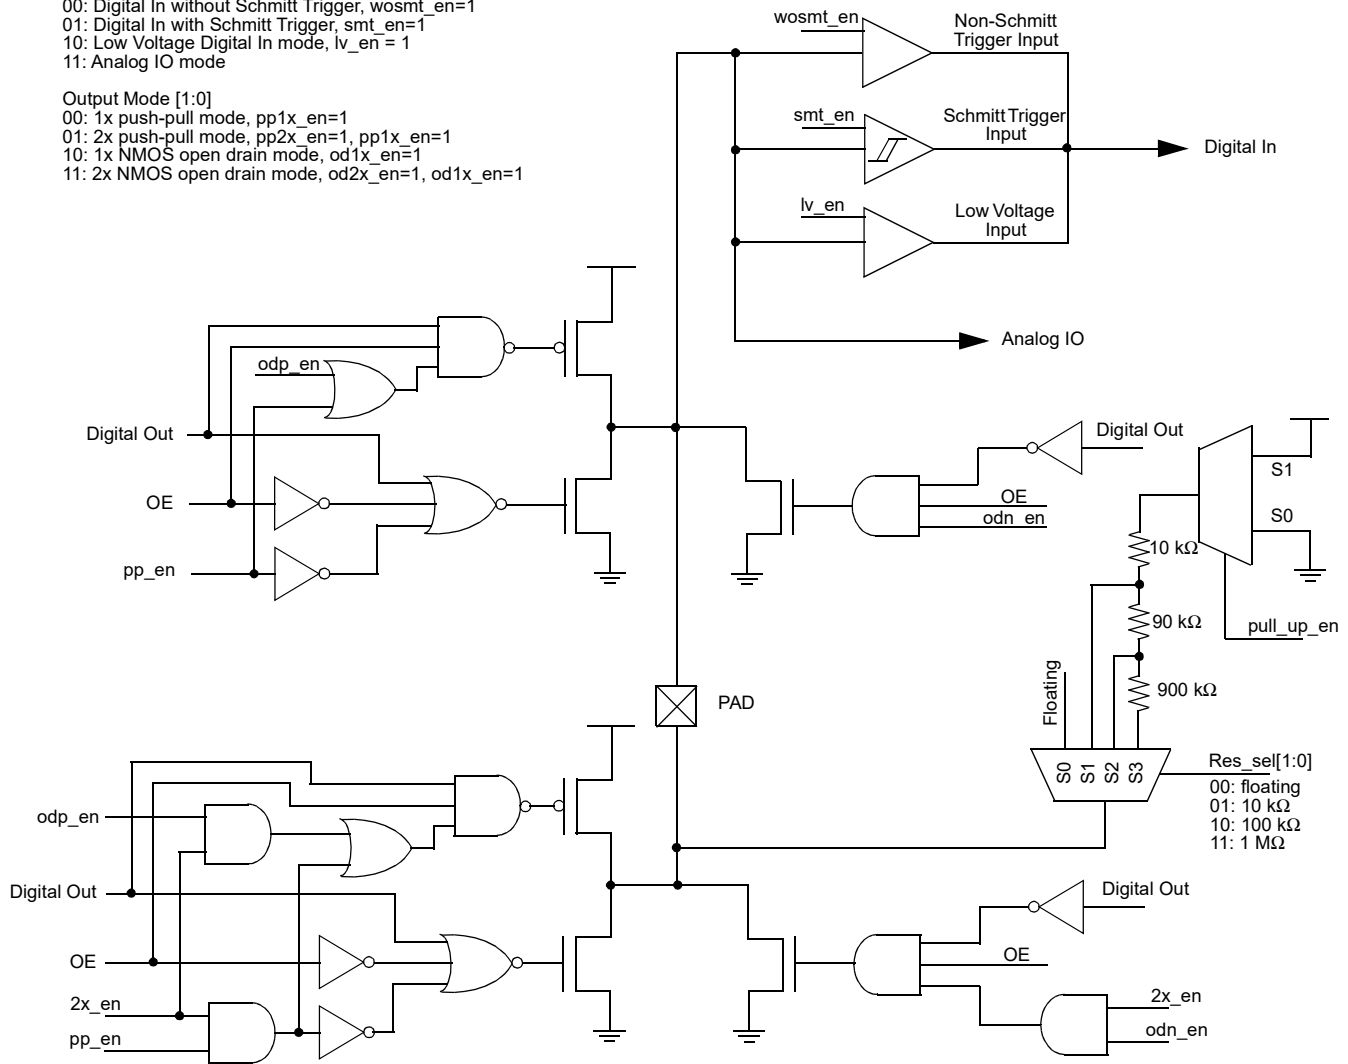 00: Digital In without Schmitt Trigger, wosmt_en=1
01: Digital In with Schmitt Trigger, smt_en=1
10: Low Voltage Digital In mode, lv_en = 1
11: Analog IO mode
Output Mode [1:0]
00: 1x push-pull mode, pp1x_en=1
01: 2x push-pull mode, pp2x_en=1, pp1x_en=1
10: 1x NMOS open drain mode, od1x_en=1
11: 2x NMOS open drain mode, od2x_en=1, od1x_en=1
wosmt_en
Non-Schmitt
Trigger Input
smt_en
Schmitt Trigger
Input
Digital In
lv_en
Low Voltage
Input
Analog IO
odp_en
Digital Out
OE
pp_en
Digital Out
OE
odn_en
S1
S0
10 kΩ
90 kΩ
900 kΩ
pull_up_en
Floating
PAD
S0
S1
S2
S3
Res_sel[1:0]
00: floating
01: 10 kΩ
10: 100 kΩ
11: 1 MΩ
odp_en
Digital Out
OE
2x_en
pp_en
Digital Out
OE
2x_en
odn_en